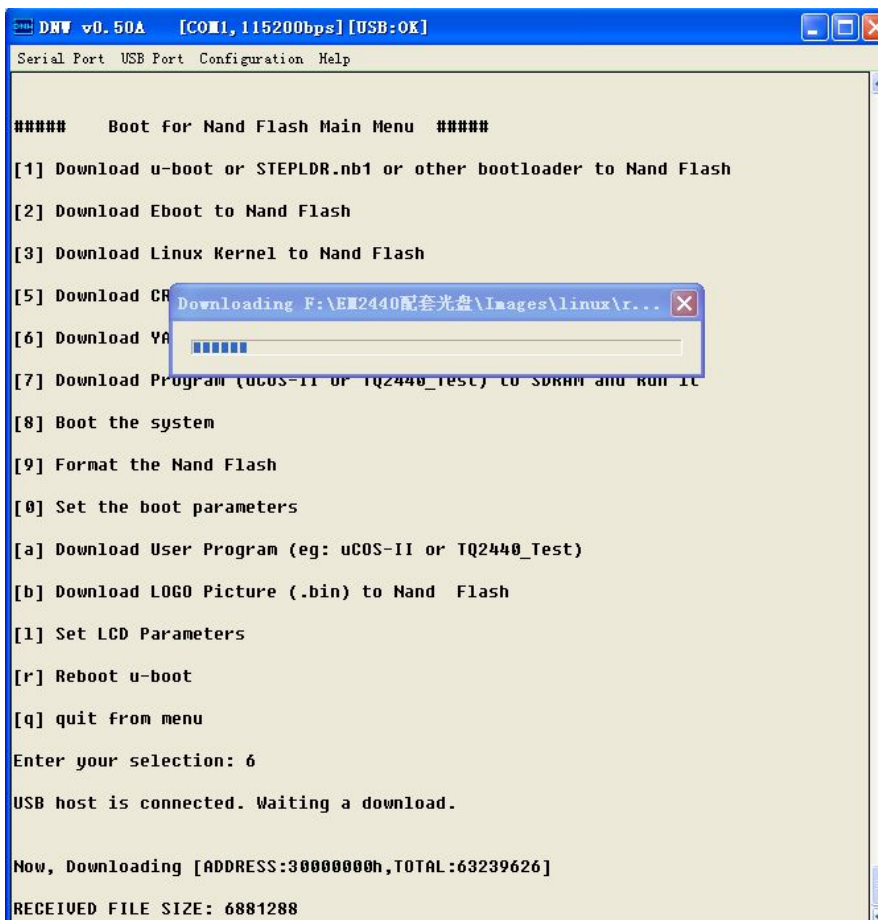 DNW v0.50A [COM1,115200bps][USB:OK]
Serial Port USB Port Configuration Help
##### Boot for Nand Flash Main Menu #####
[1] Download u-boot or STEPLDR.nb1 or other bootloader to Nand Flash
[2] Download Eboot to Nand Flash
[3] Download Linux Kernel to Nand Flash
[5] Download CR
Downloading F:\EM2440配套光盘\Images\linux\r...
[6] Download YA
[7] Download Program (uCOS-II or TQ2440_Test) to SDRAM and Run it
[8] Boot the system
[9] Format the Nand Flash
[0] Set the boot parameters
[a] Download User Program (eg: uCOS-II or TQ2440_Test)
[b] Download LOGO Picture (.bin) to Nand Flash
[l] Set LCD Parameters
[r] Reboot u-boot
[q] quit from menu
Enter your selection: 6
USB host is connected. Waiting a download.
Now, Downloading [ADDRESS:30000000h,TOTAL:63239626]
RECEIVED FILE SIZE: 6881288